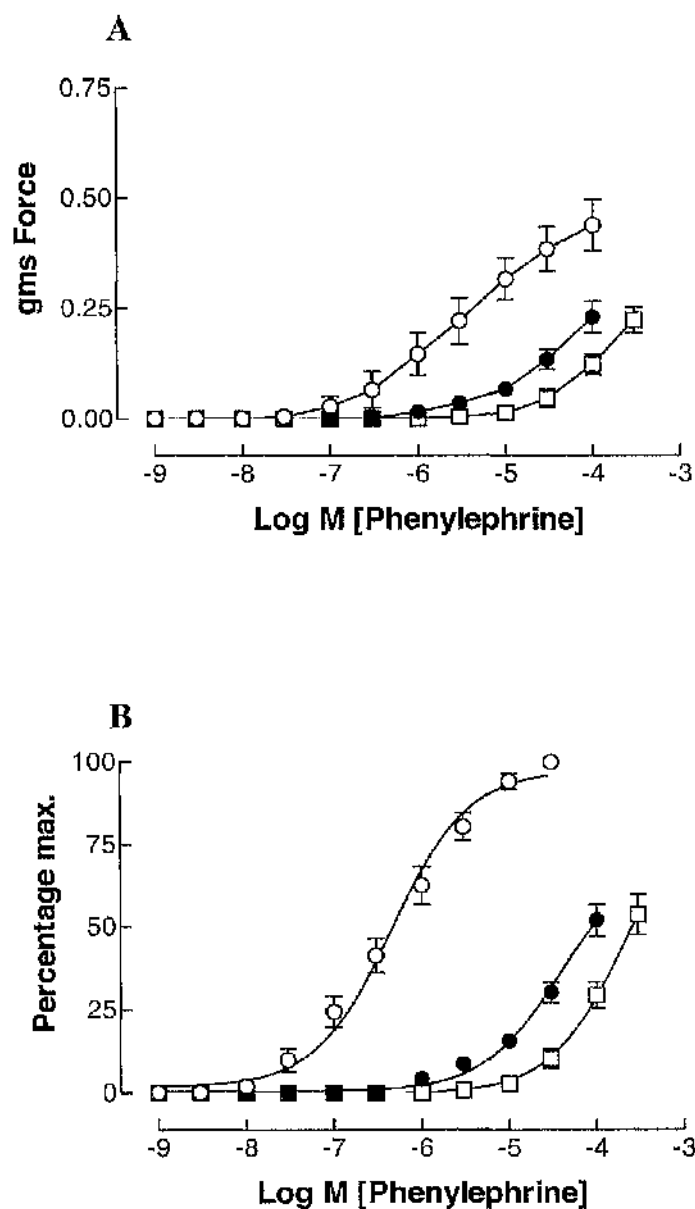 A
0.75
0.50
0.25
0.00
gms Force
-9 -8 -7 -6 -5 -4 -3
Log M [Phenylephrine]
B
100
75
50
25
0
Percentage max.
-9 -8 -7 -6 -5 -4 -3
Log M [Phenylephrine]